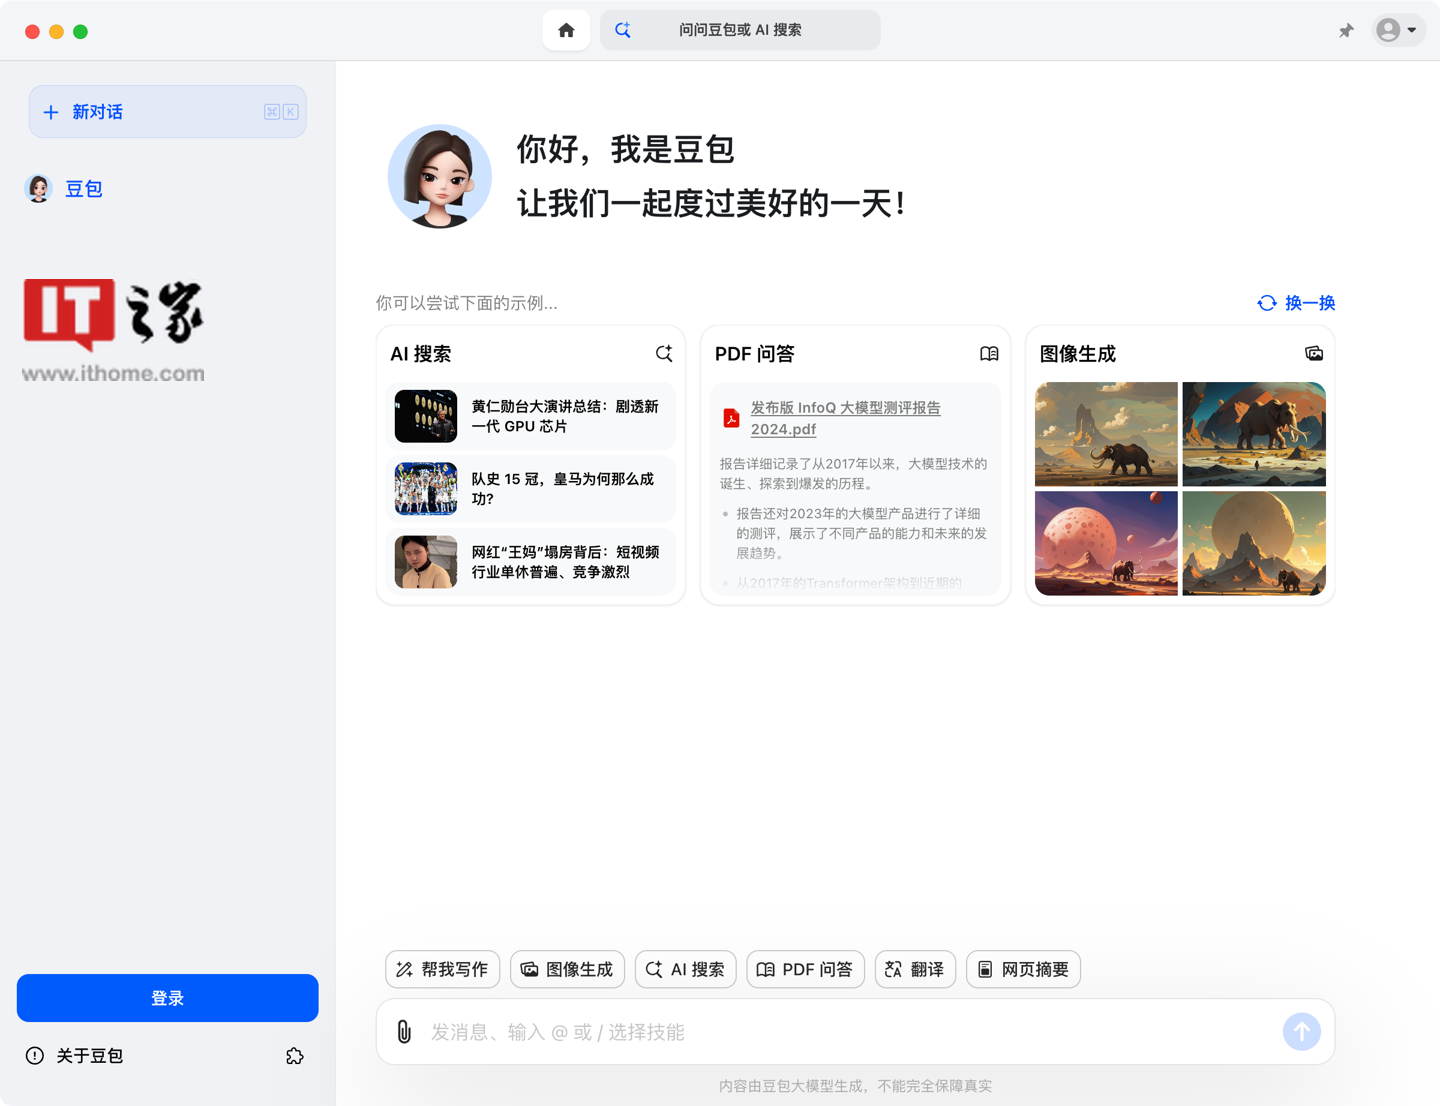 问问豆包或 AI 搜索
新对话
⌘ K
豆包
IT之家
www.ithome.com
你好，我是豆包
让我们一起度过美好的一天！
你可以尝试下面的示例...
换一换
AI 搜索
黄仁勋台大演讲总结：剧透新
一代 GPU 芯片
队史 15 冠，皇马为何那么成
功？
网红“王妈”塌房背后：短视频
行业单休普遍、竞争激烈
PDF 问答
发布版 InfoQ 大模型测评报告
2024.pdf
报告详细记录了从2017年以来，大模型技术的
诞生、探索到爆发的历程。
• 报告还对2023年的大模型产品进行了详细
的测评，展示了不同产品的能力和未来的发
展趋势。
• 从2017年的Transformer架构到近期的
图像生成
帮我写作
图像生成
AI 搜索
PDF 问答
翻译
网页摘要
发消息、输入 @ 或 / 选择技能
内容由豆包大模型生成，不能完全保障真实
登录
关于豆包